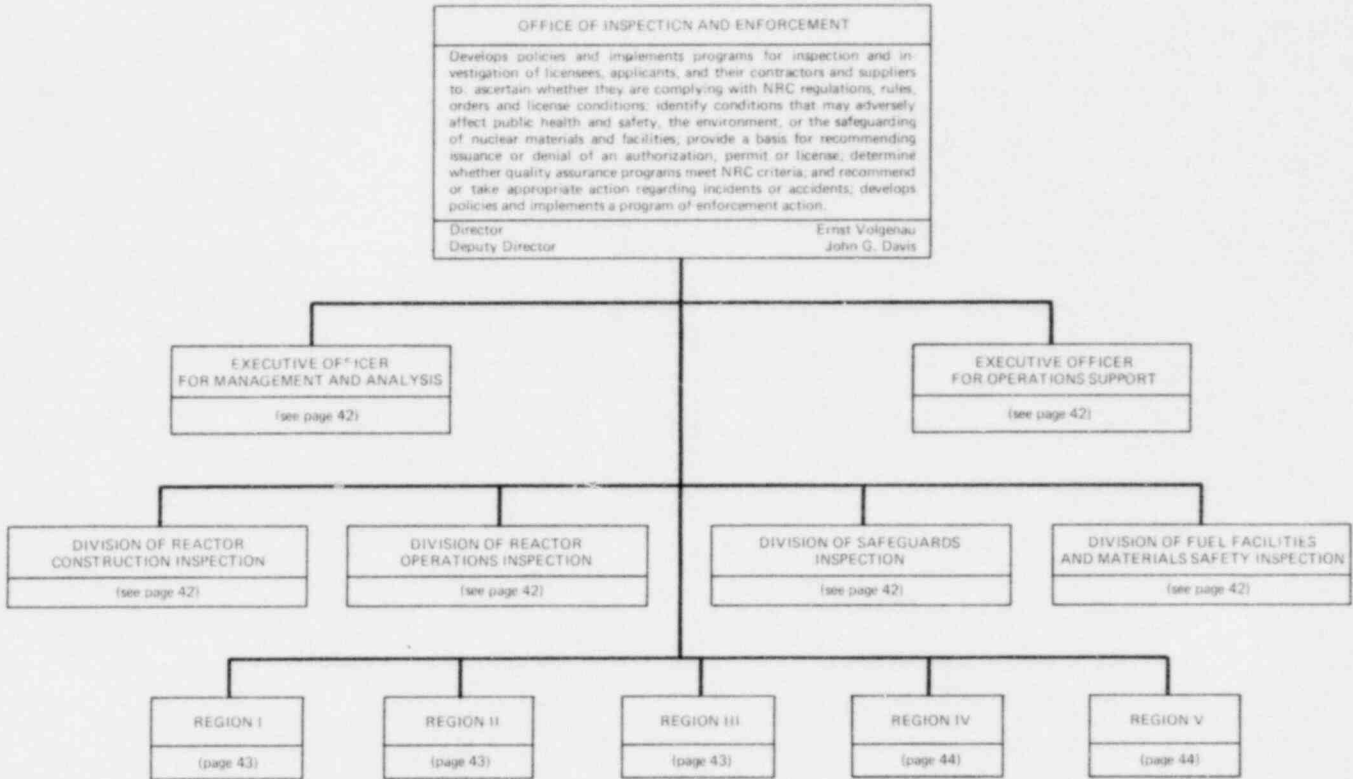 OFFICE OF INSPECTION AND ENFORCEMENT
Develops policies and implements programs for inspection and in-
vestigation of licensees, applicants, and their contractors and suppliers
to: ascertain whether they are complying with NRC regulations, rules,
orders and license conditions; identify conditions that may adversely
affect public health and safety, the environment, or the safeguarding
of nuclear materials and facilities; provide a basis for recommending
issuance or denial of an authorization, permit or license; determine
whether quality assurance programs meet NRC criteria; and recommend
or take appropriate action regarding incidents or accidents; develops
policies and implements a program of enforcement action.
Director Ernst Volgenau
Deputy Director John G. Davis
EXECUTIVE OFFICER
FOR MANAGEMENT AND ANALYSIS
(see page 42)
EXECUTIVE OFFICER
FOR OPERATIONS SUPPORT
(see page 42)
DIVISION OF REACTOR
CONSTRUCTION INSPECTION
(see page 42)
DIVISION OF REACTOR
OPERATIONS INSPECTION
(see page 42)
DIVISION OF SAFEGUARDS
INSPECTION
(see page 42)
DIVISION OF FUEL FACILITIES
AND MATERIALS SAFETY INSPECTION
(see page 42)
REGION I
(page 43)
REGION II
(page 43)
REGION III
(page 43)
REGION IV
(page 44)
REGION V
(page 44)